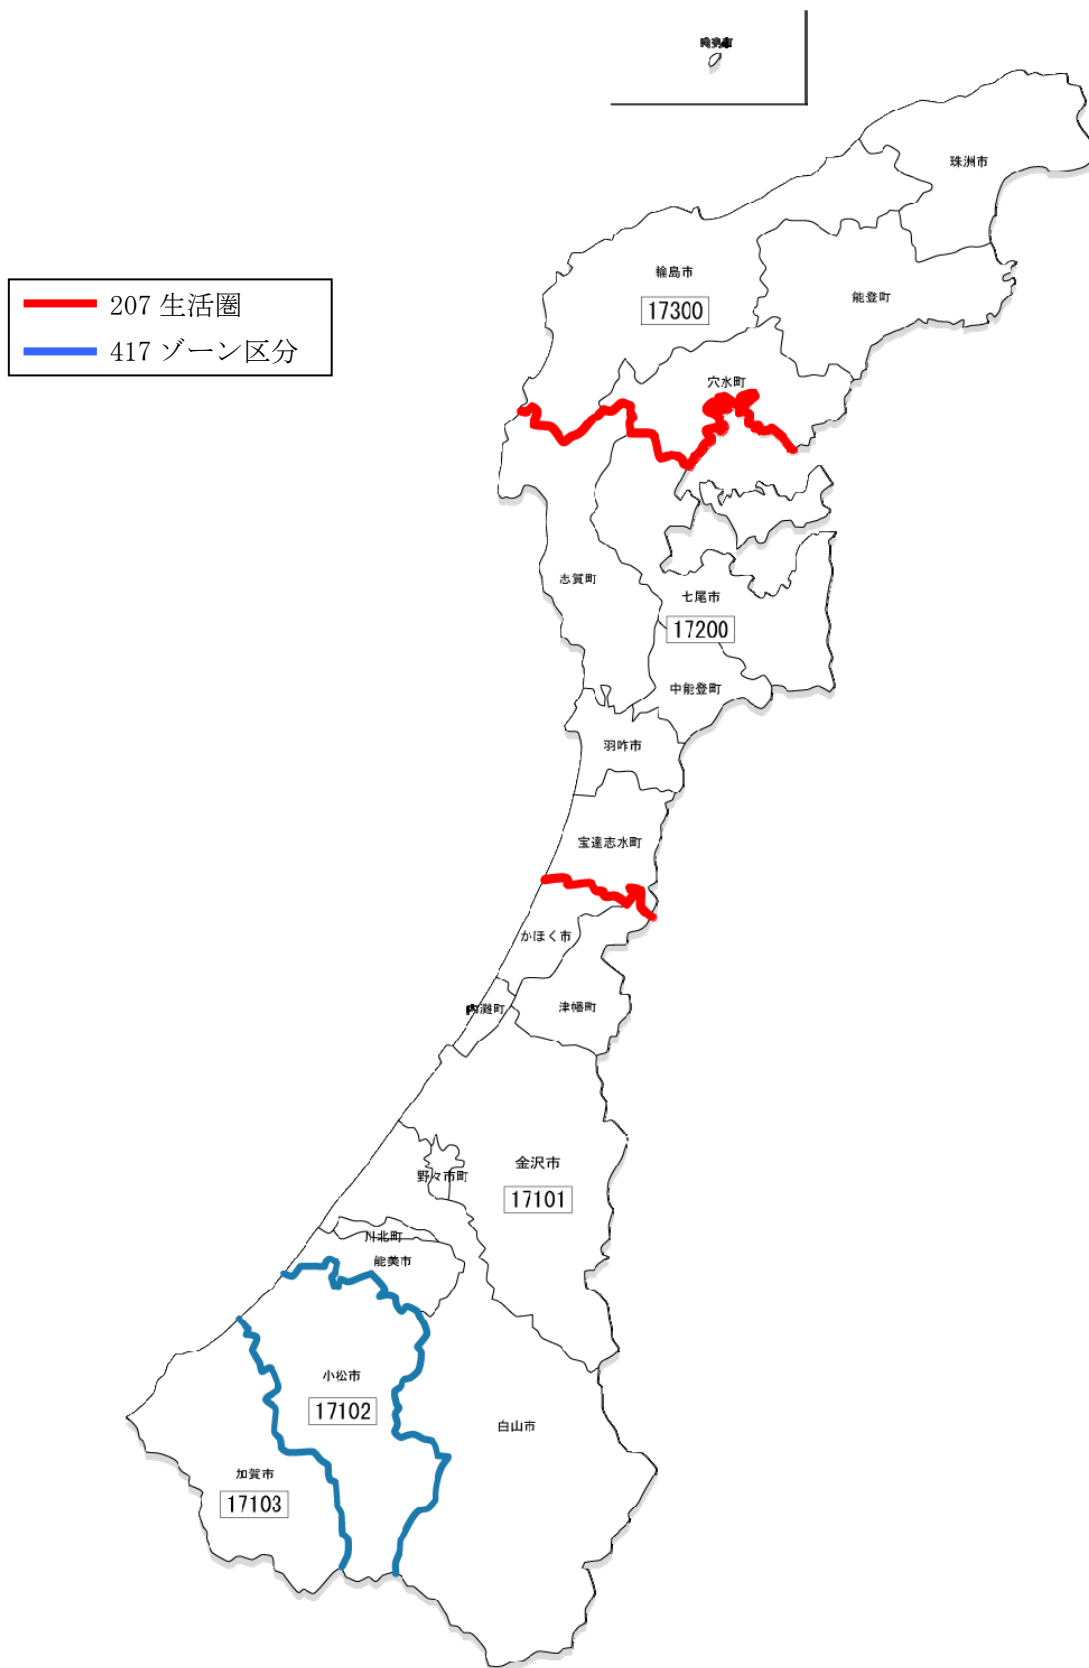 珠洲市
輪島市
17300
能登町
207 生活圏
417 ゾーン区分
穴水町
志賀町
七尾市
17200
中能登町
羽咋市
宝達志水町
かほく市
津幡町
金沢市
野々市町
17101
川北町
能美市
小松市
17102
白山市
加賀市
17103